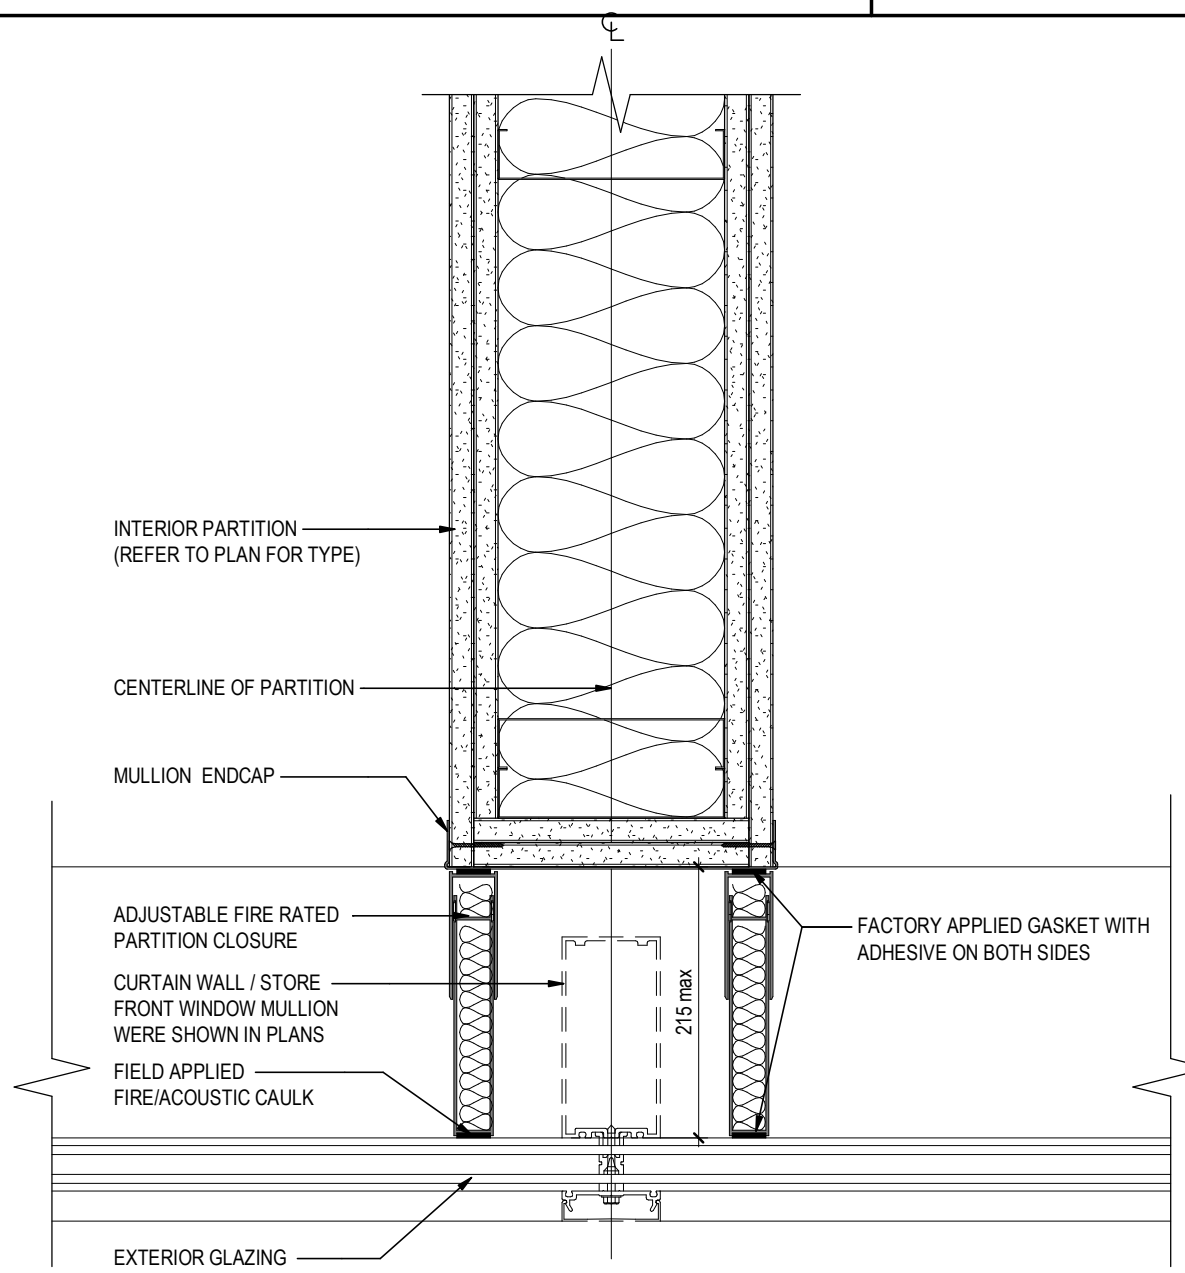 ℄
INTERIOR PARTITION
(REFER TO PLAN FOR TYPE)
CENTERLINE OF PARTITION
MULLION ENDCAP
ADJUSTABLE FIRE RATED
PARTITION CLOSURE
FACTORY APPLIED GASKET WITH
ADHESIVE ON BOTH SIDES
CURTAIN WALL / STORE
FRONT WINDOW MULLION
WERE SHOWN IN PLANS
215 max
FIELD APPLIED
FIRE/ACOUSTIC CAULK
EXTERIOR GLAZING